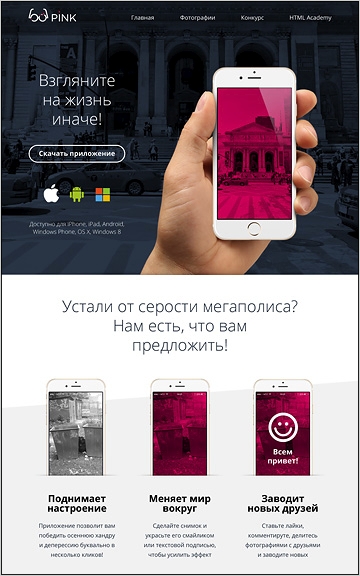 PINK
Главная Фотографии Конкурс HTML Academy
Взгляните
на жизнь
иначе!
Скачать приложение
Доступно для iPhone, iPad, Android,
Windows Phone, OS X, Windows 8
Устали от серости мегаполиса?
Нам есть, что вам
предложить!
Всем
привет!
Поднимает
настроение
Приложение позволит вам
победить осеннюю хандру
и депрессию буквально в
несколько кликов!
Меняет мир
вокруг
Сделайте снимок и
украсьте его смайликом
или текстовой подписью,
чтобы усилить эффект
Заводит
новых друзей
Ставьте лайки,
комментируте, делитесь
фотографиями с друзьями
и заводите новых